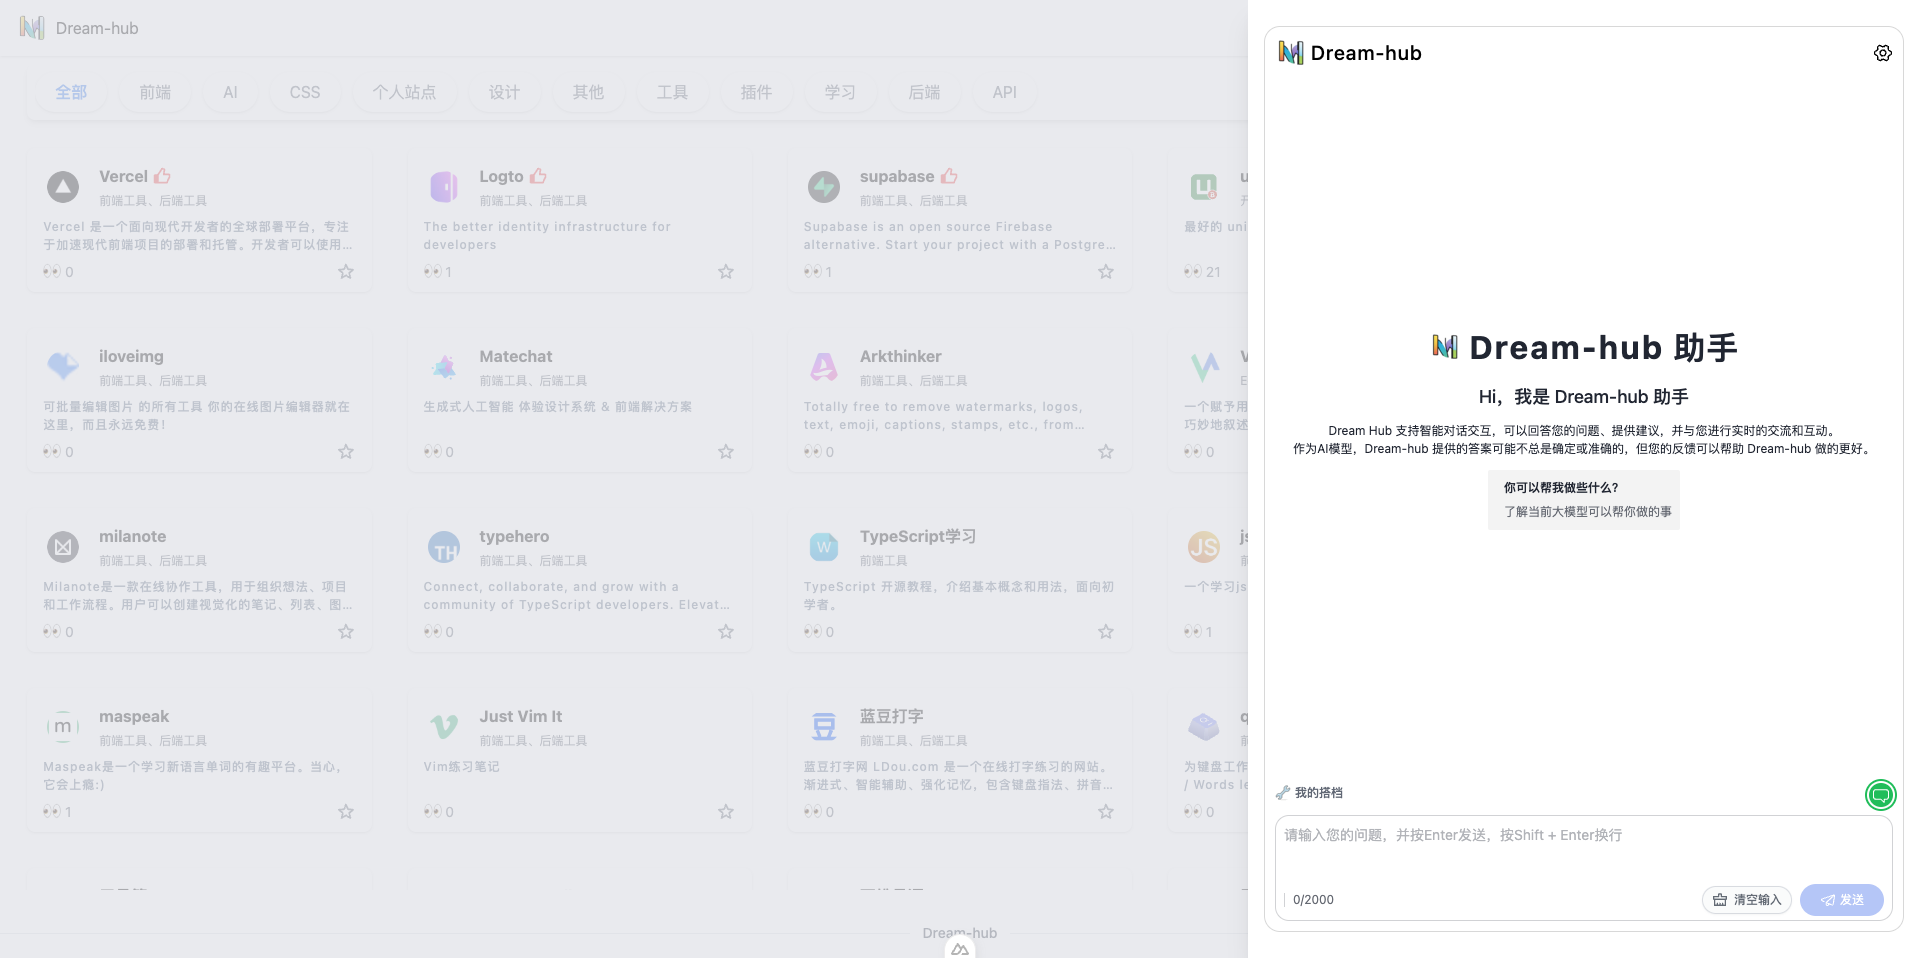 Dream-hub
全部 前端 AI CSS 个人站点 设计 其他 工具 插件 学习 后端 API
Vercel
前端工具、后端工具
Vercel 是一个面向现代开发者的全球部署平台，专注
于加速现代前端项目的部署和托管。开发者可以使用...
0
Logto
前端工具、后端工具
The better identity infrastructure for
developers
1
supabase
前端工具、后端工具
Supabase is an open source Firebase
alternative. Start your project with a Postgre...
1
最好的 uni
21
iloveimg
前端工具、后端工具
可批量编辑图片 的所有工具 你的在线图片编辑器就在
这里，而且永远免费！
0
Matechat
前端工具、后端工具
生成式人工智能 体验设计系统 & 前端解决方案
0
Arkthinker
前端工具、后端工具
Totally free to remove watermarks, logos,
text, emoji, captions, stamps, etc., from...
0
V
E
一个赋予用
巧妙地叙述
0
milanote
前端工具、后端工具
Milanote是一款在线协作工具，用于组织想法、项目
和工作流程。用户可以创建视觉化的笔记、列表、图...
0
TH
typehero
前端工具、后端工具
Connect, collaborate, and grow with a
community of TypeScript developers. Elevat...
0
W
TypeScript学习
前端工具
TypeScript 开源教程，介绍基本概念和用法，面向初
学者。
0
JS
js
前
一个学习js
1
m
maspeak
前端工具、后端工具
Maspeak是一个学习新语言单词的有趣平台。当心，
它会上瘾:)
1
Just Vim It
前端工具、后端工具
Vim练习笔记
0
蓝豆打字
前端工具、后端工具
蓝豆打字网 LDou.com 是一个在线打字练习的网站。
渐进式、智能辅助、强化记忆，包含键盘指法、拼音...
0
q
前
为键盘工作
/ Words le
0
Dream-hub
Dream-hub
Dream-hub 助手
Hi，我是 Dream-hub 助手
Dream Hub 支持智能对话交互，可以回答您的问题、提供建议，并与您进行实时的交流和互动。
作为AI模型，Dream-hub 提供的答案可能不总是确定或准确的，但您的反馈可以帮助 Dream-hub 做的更好。
你可以帮我做些什么？
了解当前大模型可以帮你做的事
我的搭档
请输入您的问题，并按Enter发送，按Shift + Enter换行
0/2000
清空输入
发送